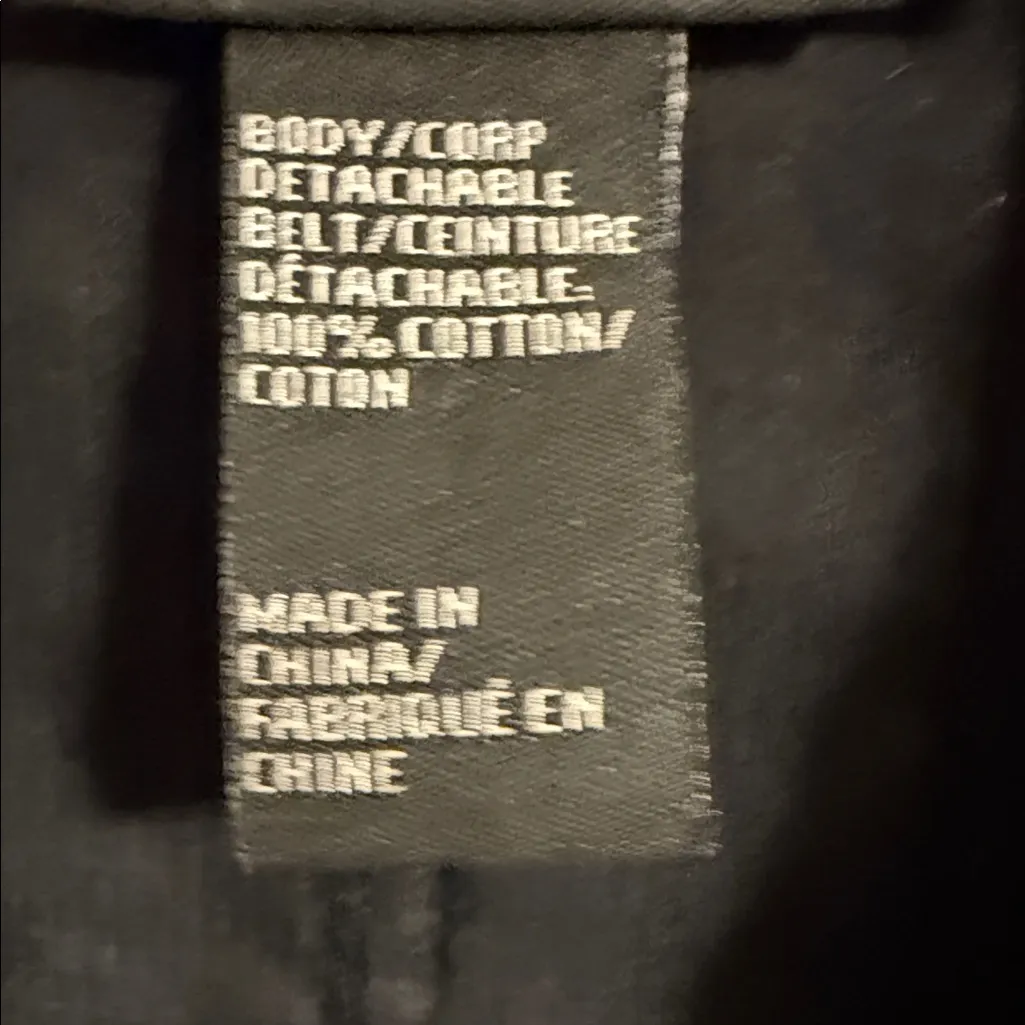 BODY/CORP
DETACHABLE
BELT/CEINTURE
DÉTACHABLE-
100% COTTON/
COTON
MADE IN
CHINA/
FABRIQUÉ EN
CHINE